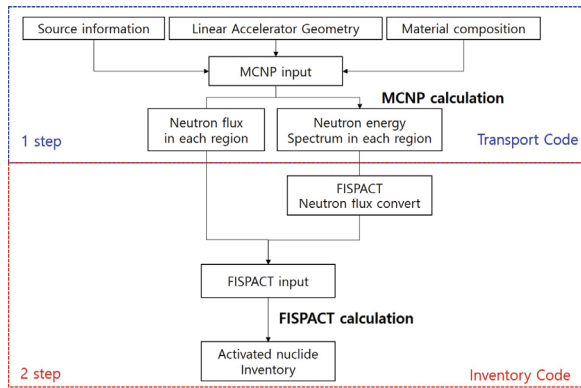 Source information
Linear Accelerator Geometry
Material composition
MCNP input
MCNP calculation
Neutron flux
in each region
Neutron energy
Spectrum in each region
1 step
Transport Code
FISPACT
Neutron flux convert
FISPACT input
FISPACT calculation
Activated nuclide
Inventory
2 step
Inventory Code